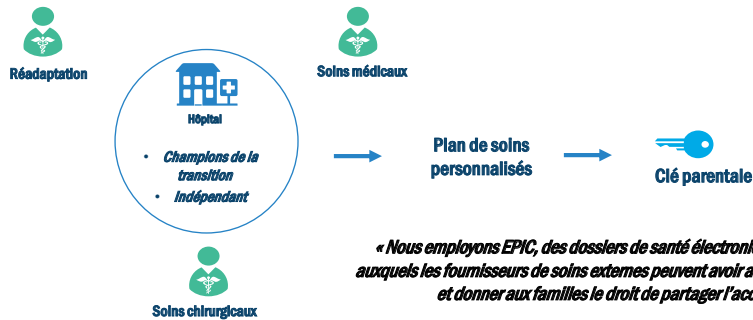 Réadaptation
Soins médicaux
Hôpital
• Champions de la
transition
• Indépendant
Plan de soins
personnalisés
Clé parentale
Soins chirurgicaux
« Nous employons EPIC, des dossiers de santé
auxquels les fournisseurs de soins externes peuvent avoir
et donner aux familles le droit de partager